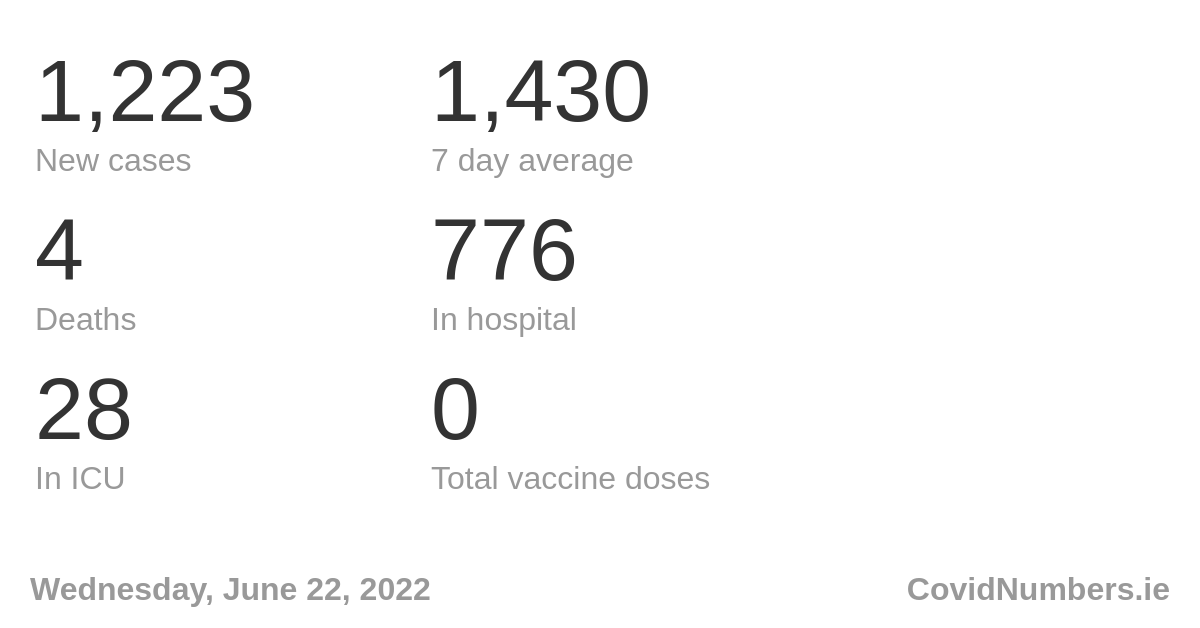 1,223
New cases
1,430
7 day average
4
Deaths
776
In hospital
28
In ICU
0
Total vaccine doses
Wednesday, June 22, 2022
CovidNumbers.ie